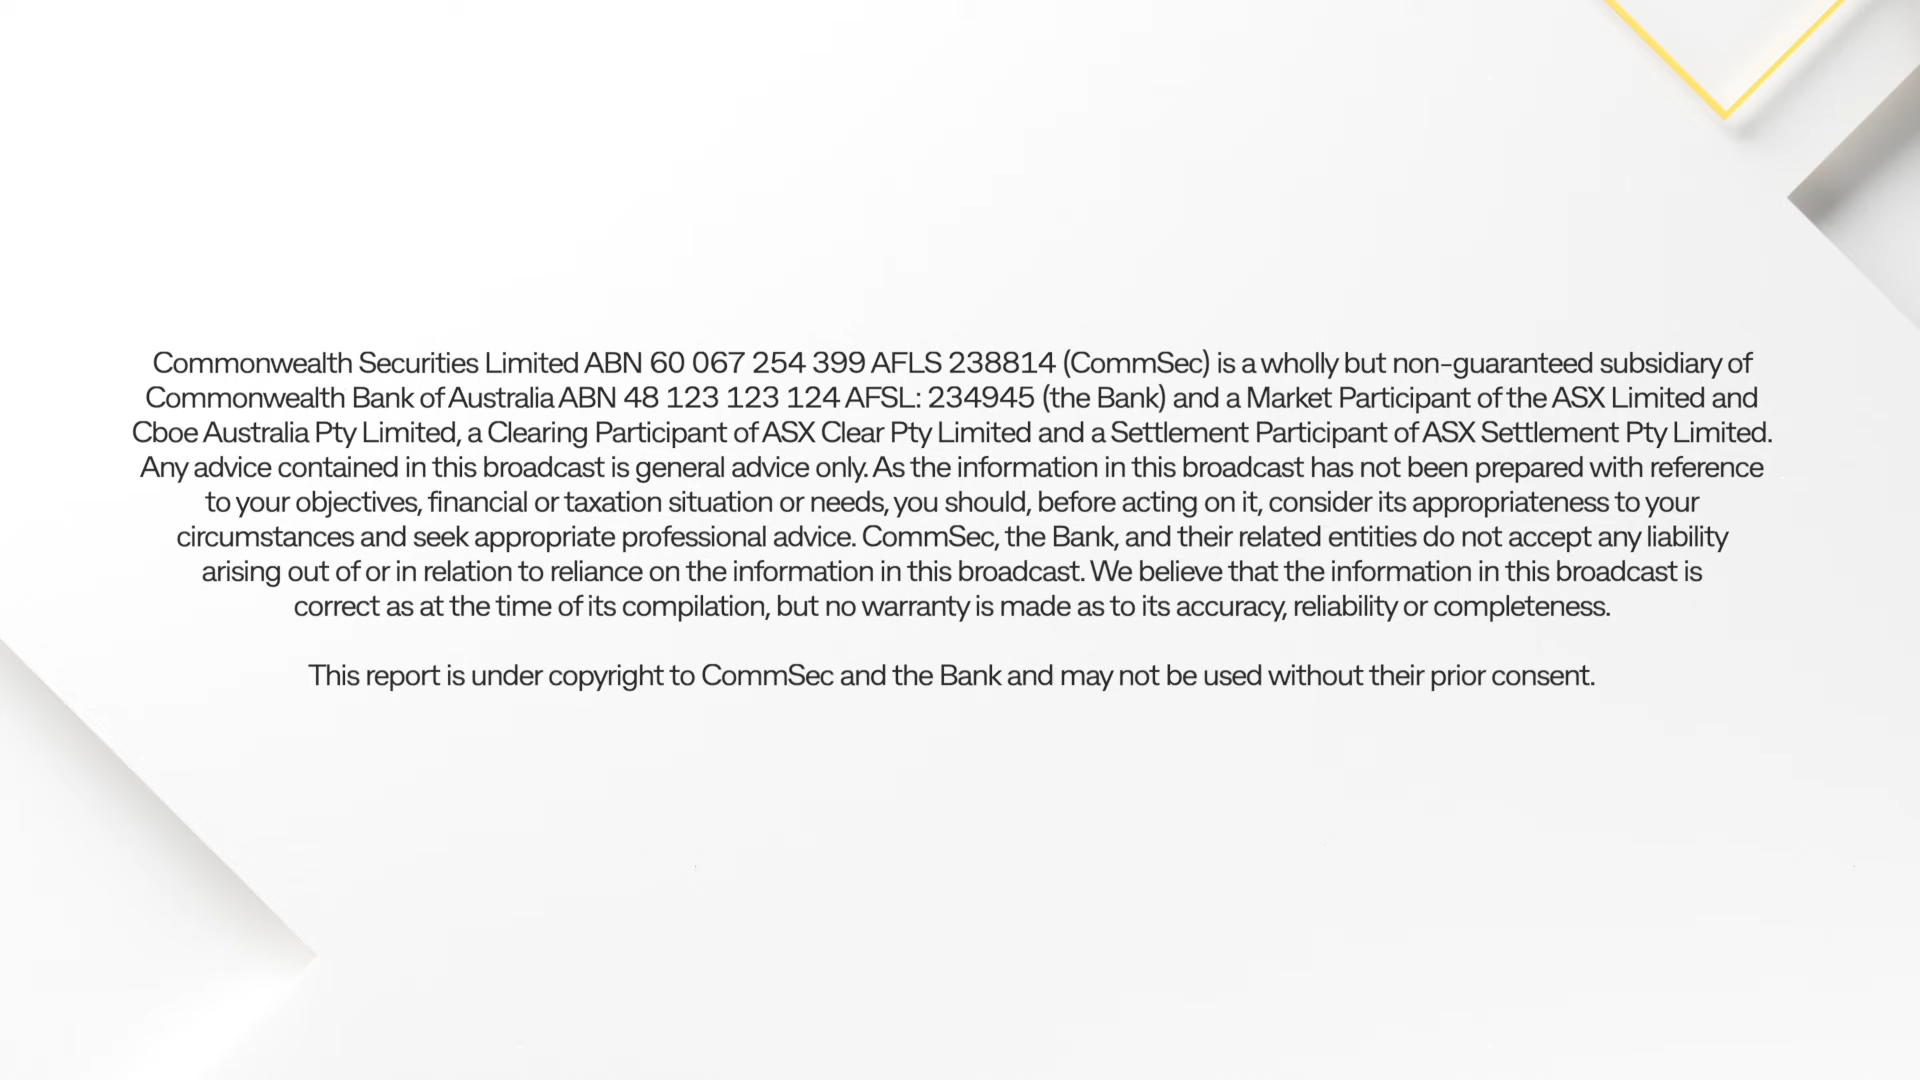 Commonwealth Securities Limited ABN 60 067 254 399 AFLS 238814 (CommSec) is a wholly but non-guaranteed subsidiary of
Commonwealth Bank of Australia ABN 48 123 123 124 AFSL: 234945 (the Bank) and a Market Participant of the ASX Limited and
Cboe Australia Pty Limited, a Clearing Participant of ASX Clear Pty Limited and a Settlement Participant of ASX Settlement Pty Limited.
Any advice contained in this broadcast is general advice only. As the information in this broadcast has not been prepared with reference
to your objectives, financial or taxation situation or needs, you should, before acting on it, consider its appropriateness to your
circumstances and seek appropriate professional advice. CommSec, the Bank, and their related entities do not accept any liability
arising out of or in relation to reliance on the information in this broadcast. We believe that the information in this broadcast is
correct as at the time of its compilation, but no warranty is made as to its accuracy, reliability or completeness.
This report is under copyright to CommSec and the Bank and may not be used without their prior consent.